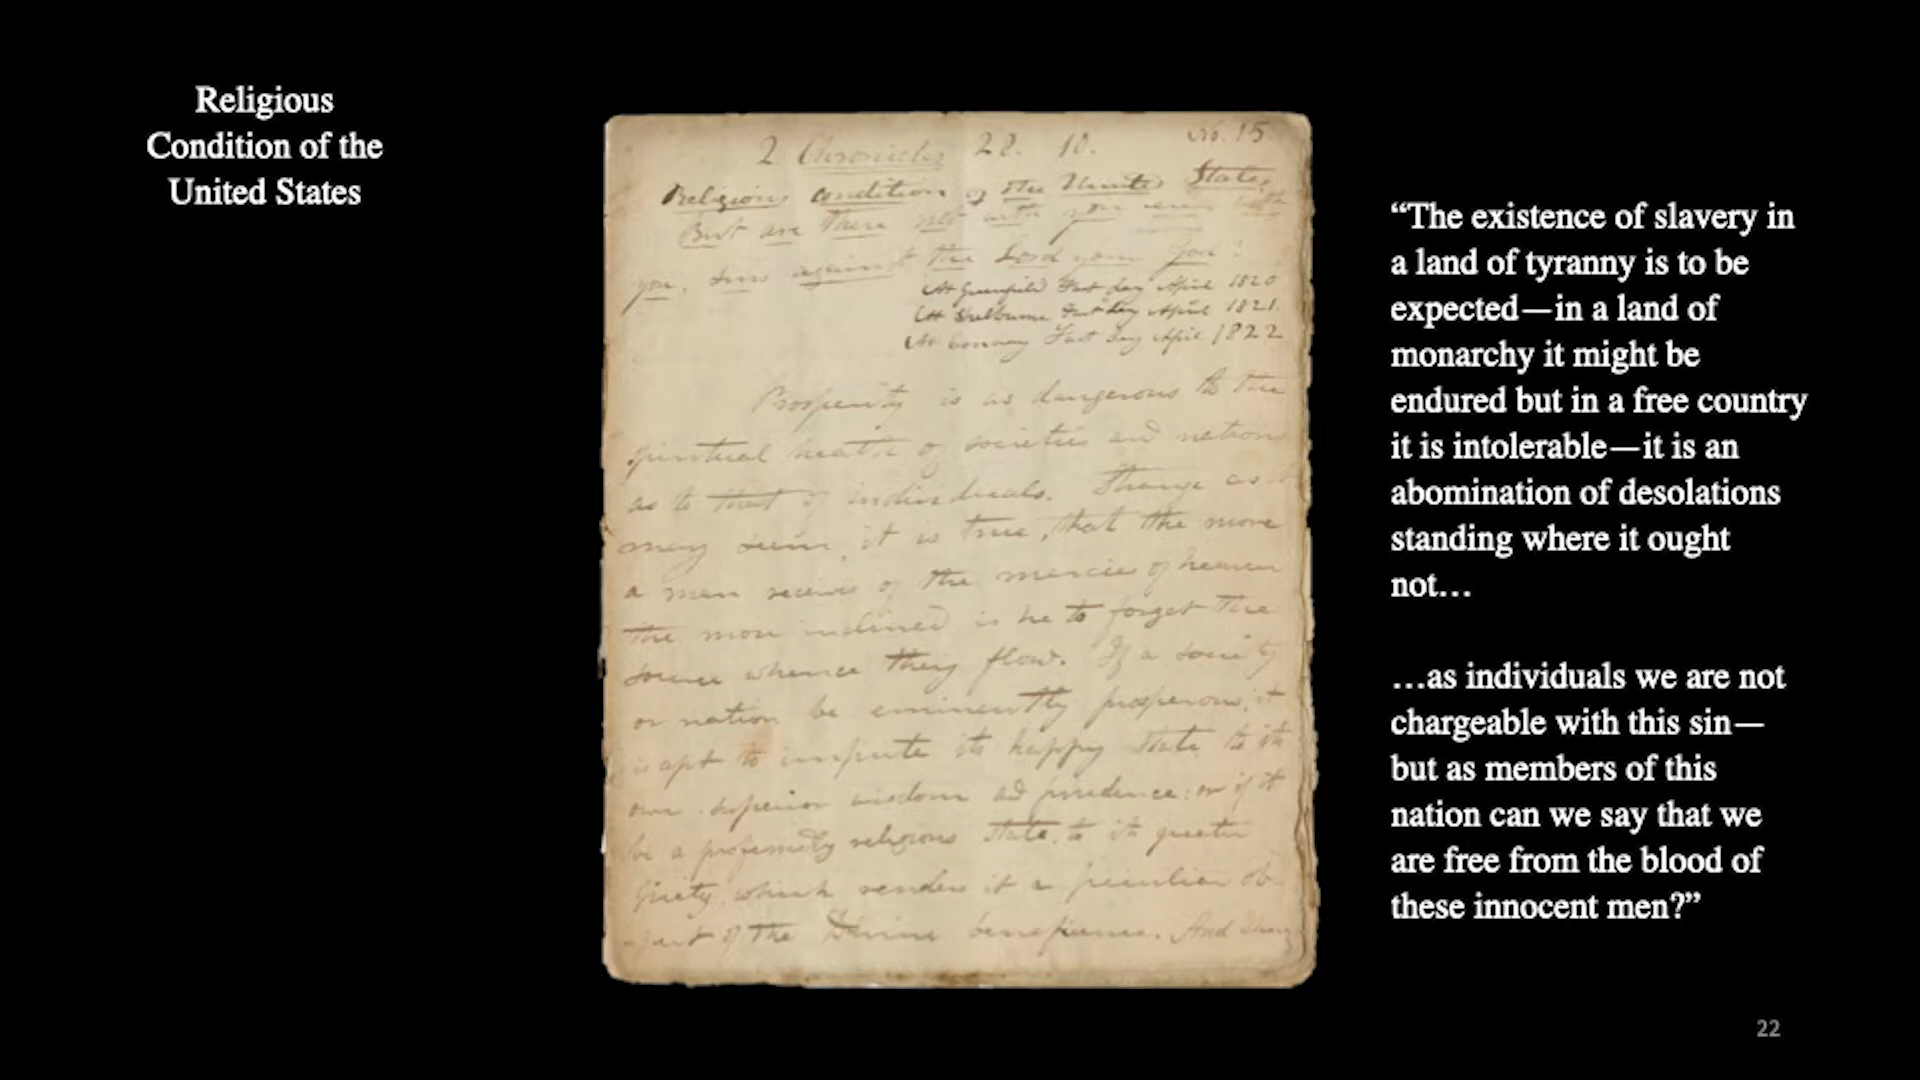 Religious
Condition of the
United States
2 Chronicles 28. 10.
No. 15
Religious condition of the United States.
But are there not with you even with
you, sins against the Lord your God?
At Greenfield Fast day April 1820
At Shelburne Fast day April 1821.
At Conway Fast day April 1822
Prosperity is as dangerous to the
spiritual health of societies and nations
as to that of individuals. Strange as it
may seem, it is true, that the more
a man receives of the mercies of heaven
the more inclined is he to forget the
source whence they flow. If a society
or nation be eminently prosperous, it
is apt to impute its happy state to its
own superior wisdom and prudence: or if it
be a professedly religious state, to its greater
piety, which renders it a peculiar ob-
-ject of the Divine beneficence. And
“The existence of slavery in
a land of tyranny is to be
expected—in a land of
monarchy it might be
endured but in a free country
it is intolerable—it is an
abomination of desolations
standing where it ought
not…
…as individuals we are not
chargeable with this sin—
but as members of this
nation can we say that we
are free from the blood of
these innocent men?”
22